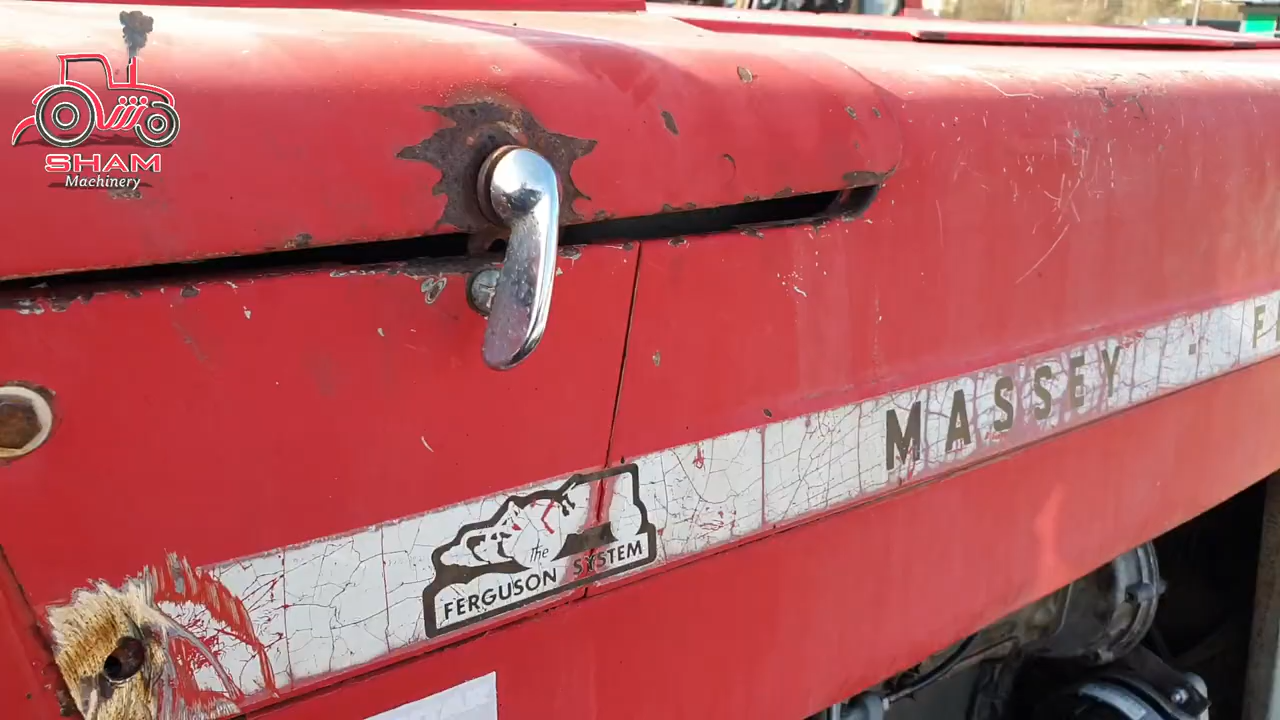 SHAM
Machinery
MASSEY · F
The
FERGUSON SYSTEM